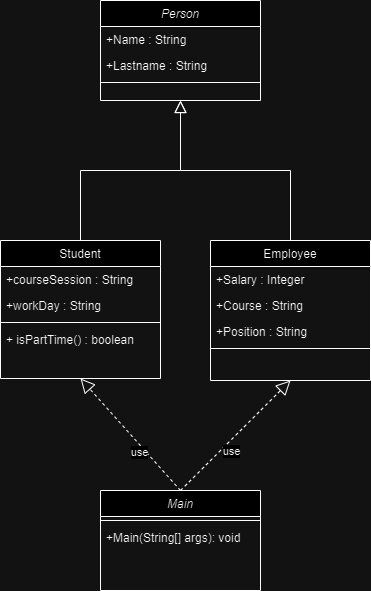 Person
+Name : String
+Lastname : String
Student
+courseSession : String
+workDay : String
+ isPartTime() : boolean
Employee
+Salary : Integer
+Course : String
+Position : String
use
use
Main
+Main(String[] args): void